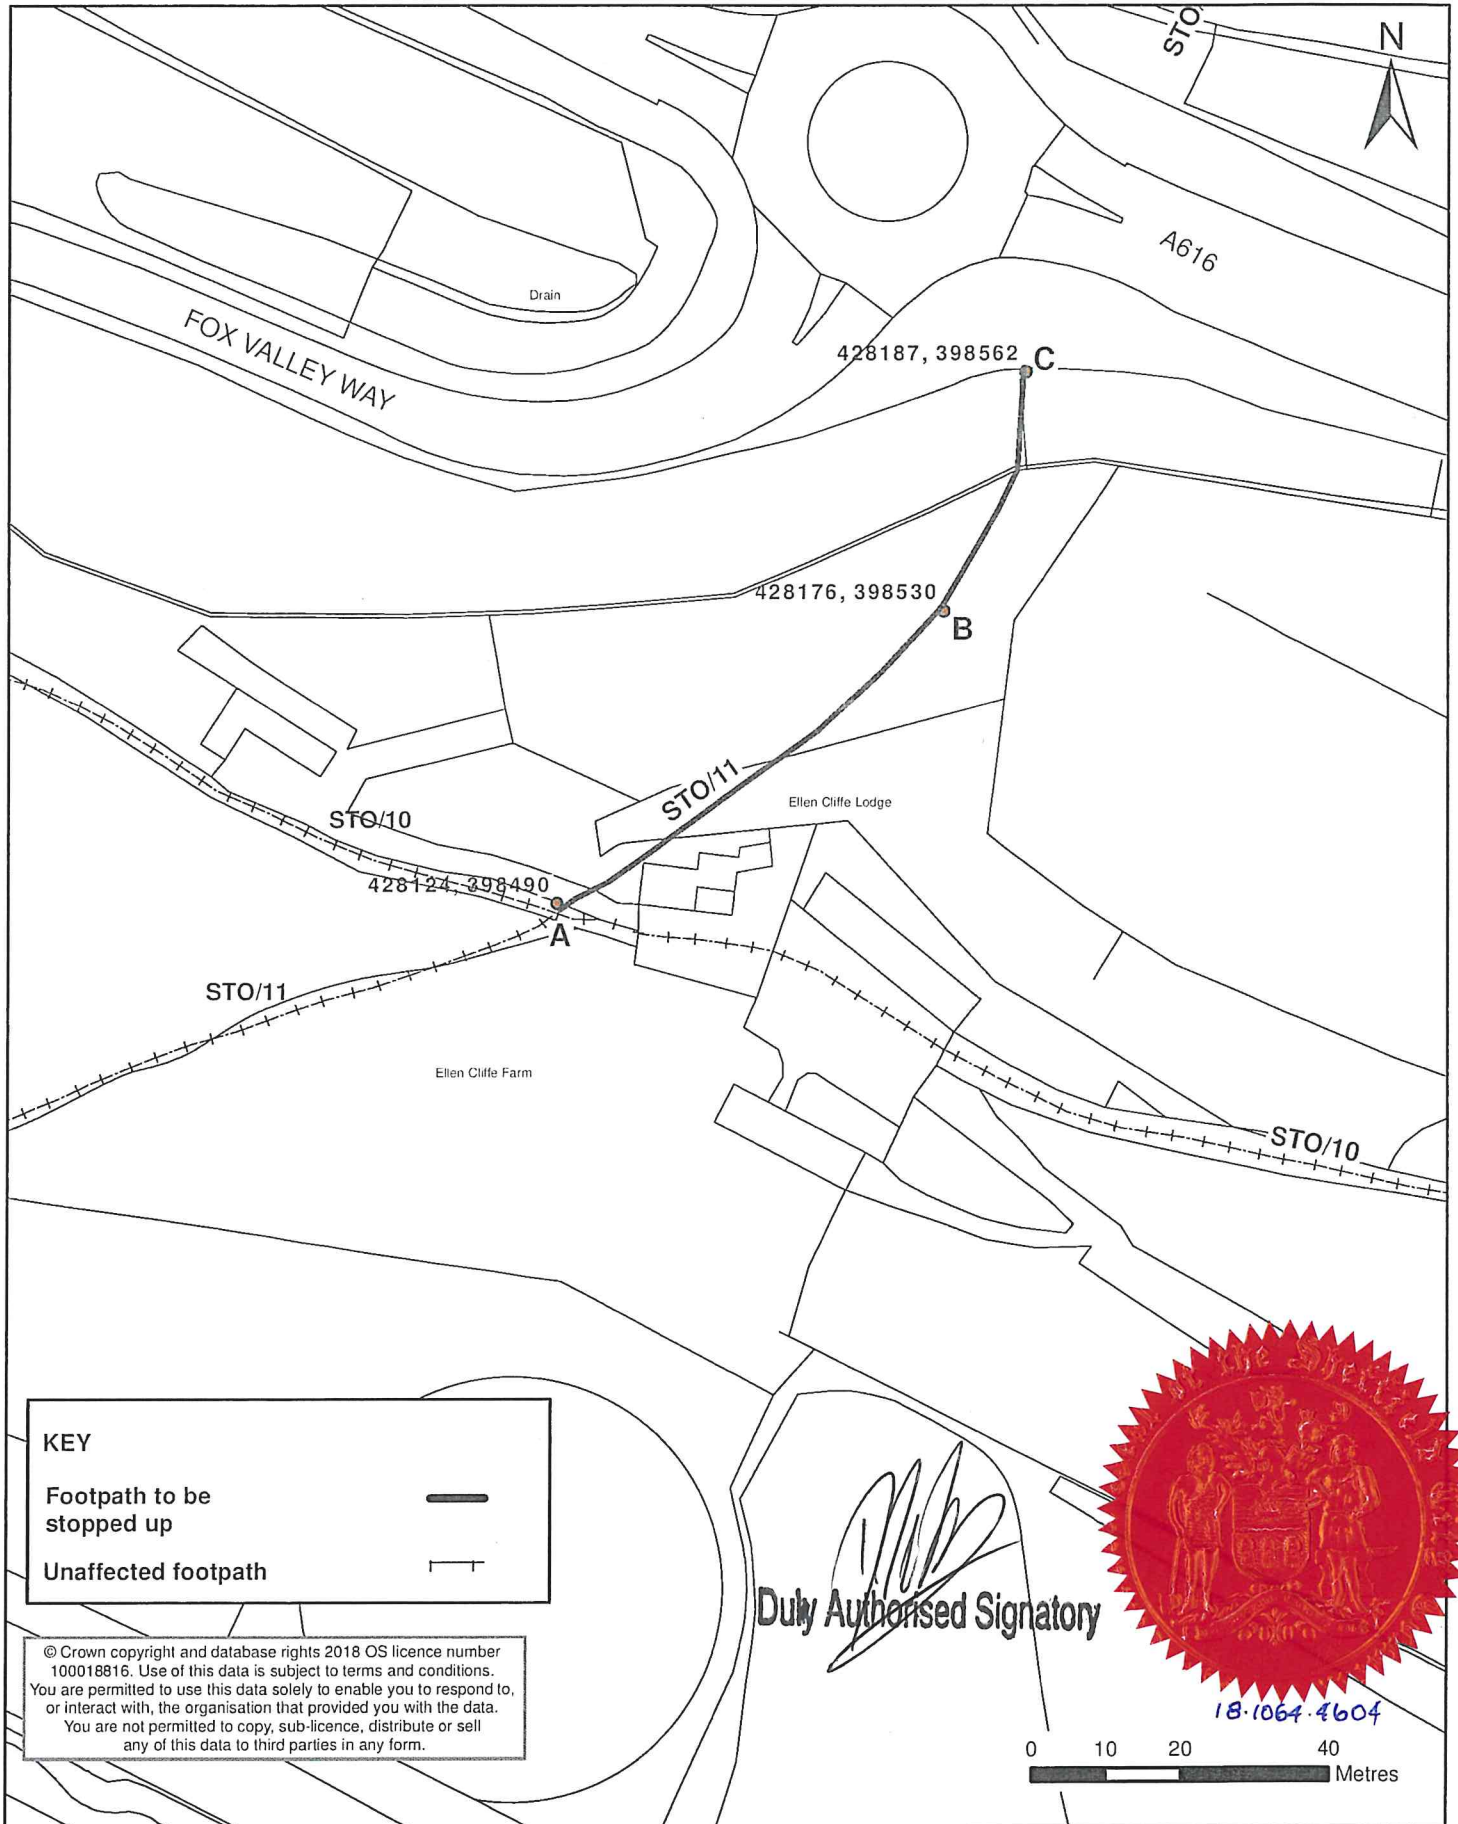 STO
N
A616
Drain
FOX VALLEY WAY
428187, 398562
C
428176, 398530
B
STO/11
Ellen Cliffe Lodge
STO/10
428124, 398490
A
STO/11
Ellen Cliffe Farm
STO/10
KEY
Footpath to be
stopped up
Unaffected footpath
Duly Authorised Signatory
© Crown copyright and database rights 2018 OS licence number
100018816. Use of this data is subject to terms and conditions.
You are permitted to use this data solely to enable you to respond to,
or interact with, the organisation that provided you with the data.
You are not permitted to copy, sub-licence, distribute or sell
any of this data to third parties in any form.
18.1064.4604
0 10 20 40
Metres